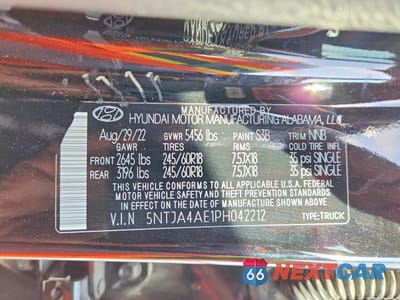 MANUFACTURED BY
HYUNDAI MOTOR MANUFACTURING ALABAMA, LLC
Aug/29/22 GVWR 5456 lbs PAINT S3B TRIM NNB
GAWR TIRES RIMS COLD TIRE INFL
FRONT 2645 lbs 245/60R18 7.5JX18 35 psi SINGLE
REAR 3196 lbs 245/60R18 7.5JX18 35 psi SINGLE
THIS VEHICLE CONFORMS TO ALL APPLICABLE FEDERAL
MOTOR VEHICLE SAFETY AND THEFT PREVENTION STANDARDS
IN EFFECT ON THE DATE OF MANUFACTURE SHOWN ABOVE.
V.I.N 5NTJA4AE1PH042212 TYPE:TRUCK
66 NEXTCAR